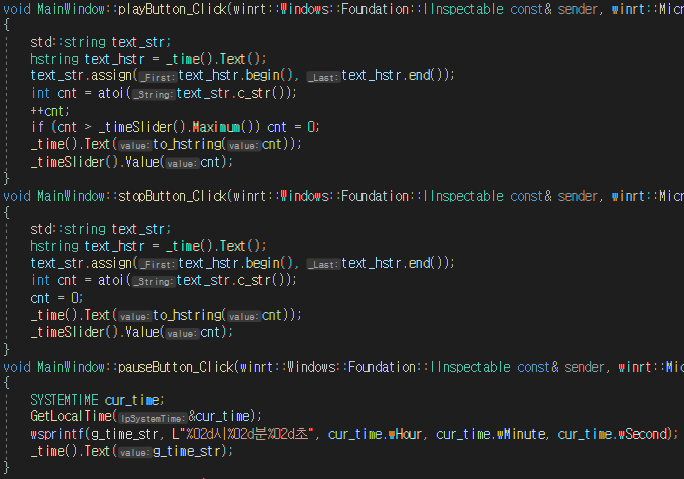 void MainWindow::playButton_Click(winrt::Windows::Foundation::IInspectable const& sender, winrt::Micr
{
std::string text_str;
hstring text_hstr = _time().Text();
text_str.assign(_First:text_hstr.begin(), _Last:text_hstr.end());
int cnt = atoi(_String:text_str.c_str());
++cnt;
if (cnt > _timeSlider().Maximum()) cnt = 0;
_time().Text(value:to_hstring(value:cnt));
_timeSlider().Value(value:cnt);
}
void MainWindow::stopButton_Click(winrt::Windows::Foundation::IInspectable const& sender, winrt::Micr
{
std::string text_str;
hstring text_hstr = _time().Text();
text_str.assign(_First:text_hstr.begin(), _Last:text_hstr.end());
int cnt = atoi(_String:text_str.c_str());
cnt = 0;
_time().Text(value:to_hstring(value:cnt));
_timeSlider().Value(value:cnt);
}
void MainWindow::pauseButton_Click(winrt::Windows::Foundation::IInspectable const& sender, winrt::Mi
{
SYSTEMTIME cur_time;
GetLocalTime(lpSystemTime:&cur_time);
wsprintf(g_time_str, L"%02d시%02d분%02d초", cur_time.wHour, cur_time.wMinute, cur_time.wSecond);
_time().Text(value:g_time_str);
}